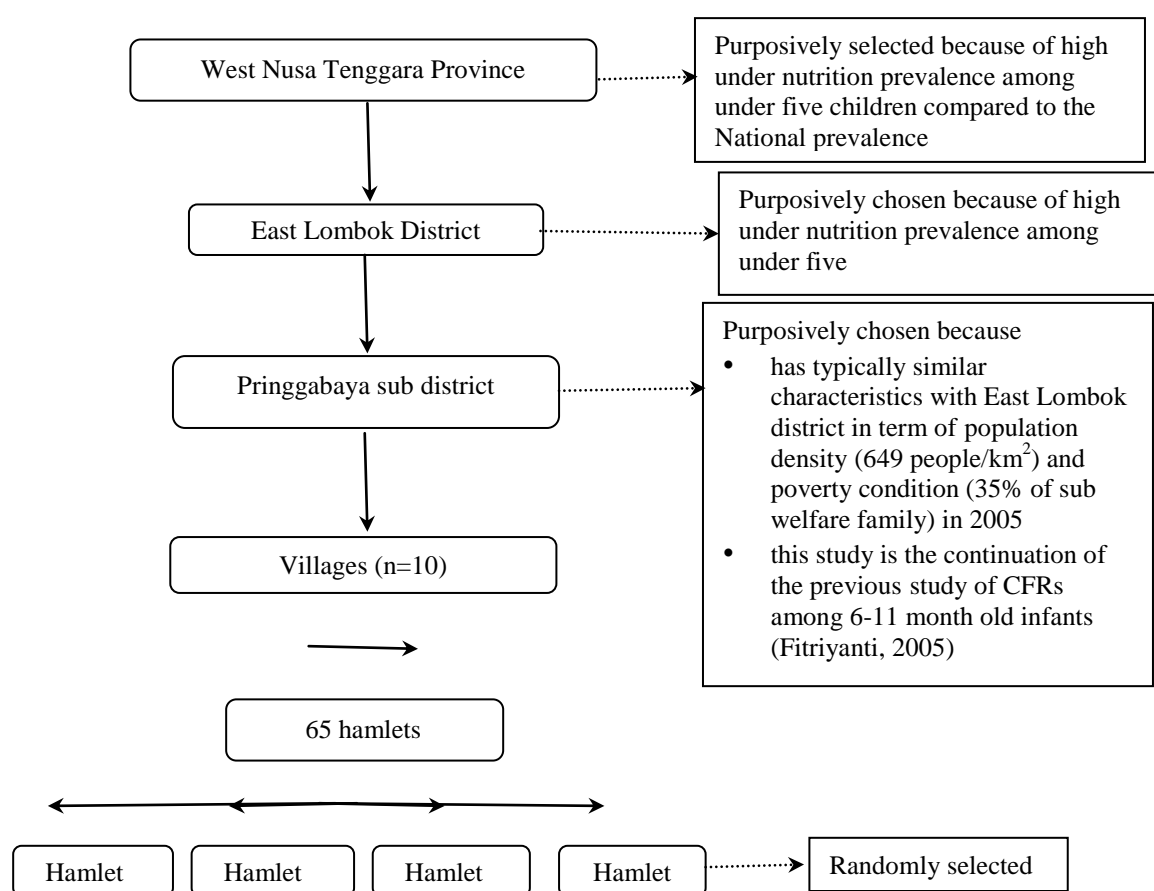 West Nusa Tenggara Province
Purposively selected because of high
under nutrition prevalence among
under five children compared to the
National prevalence
East Lombok District
Purposively chosen because of high
under nutrition prevalence among
under five
Pringgabaya sub district
Purposively chosen because
• has typically similar
characteristics with East Lombok
district in term of population
density (649 people/km²) and
poverty condition (35% of sub
welfare family) in 2005
• this study is the continuation of
the previous study of CFRs
among 6-11 month old infants
(Fitriyanti, 2005)
Villages (n=10)
65 hamlets
Hamlet Hamlet Hamlet Hamlet
Randomly selected